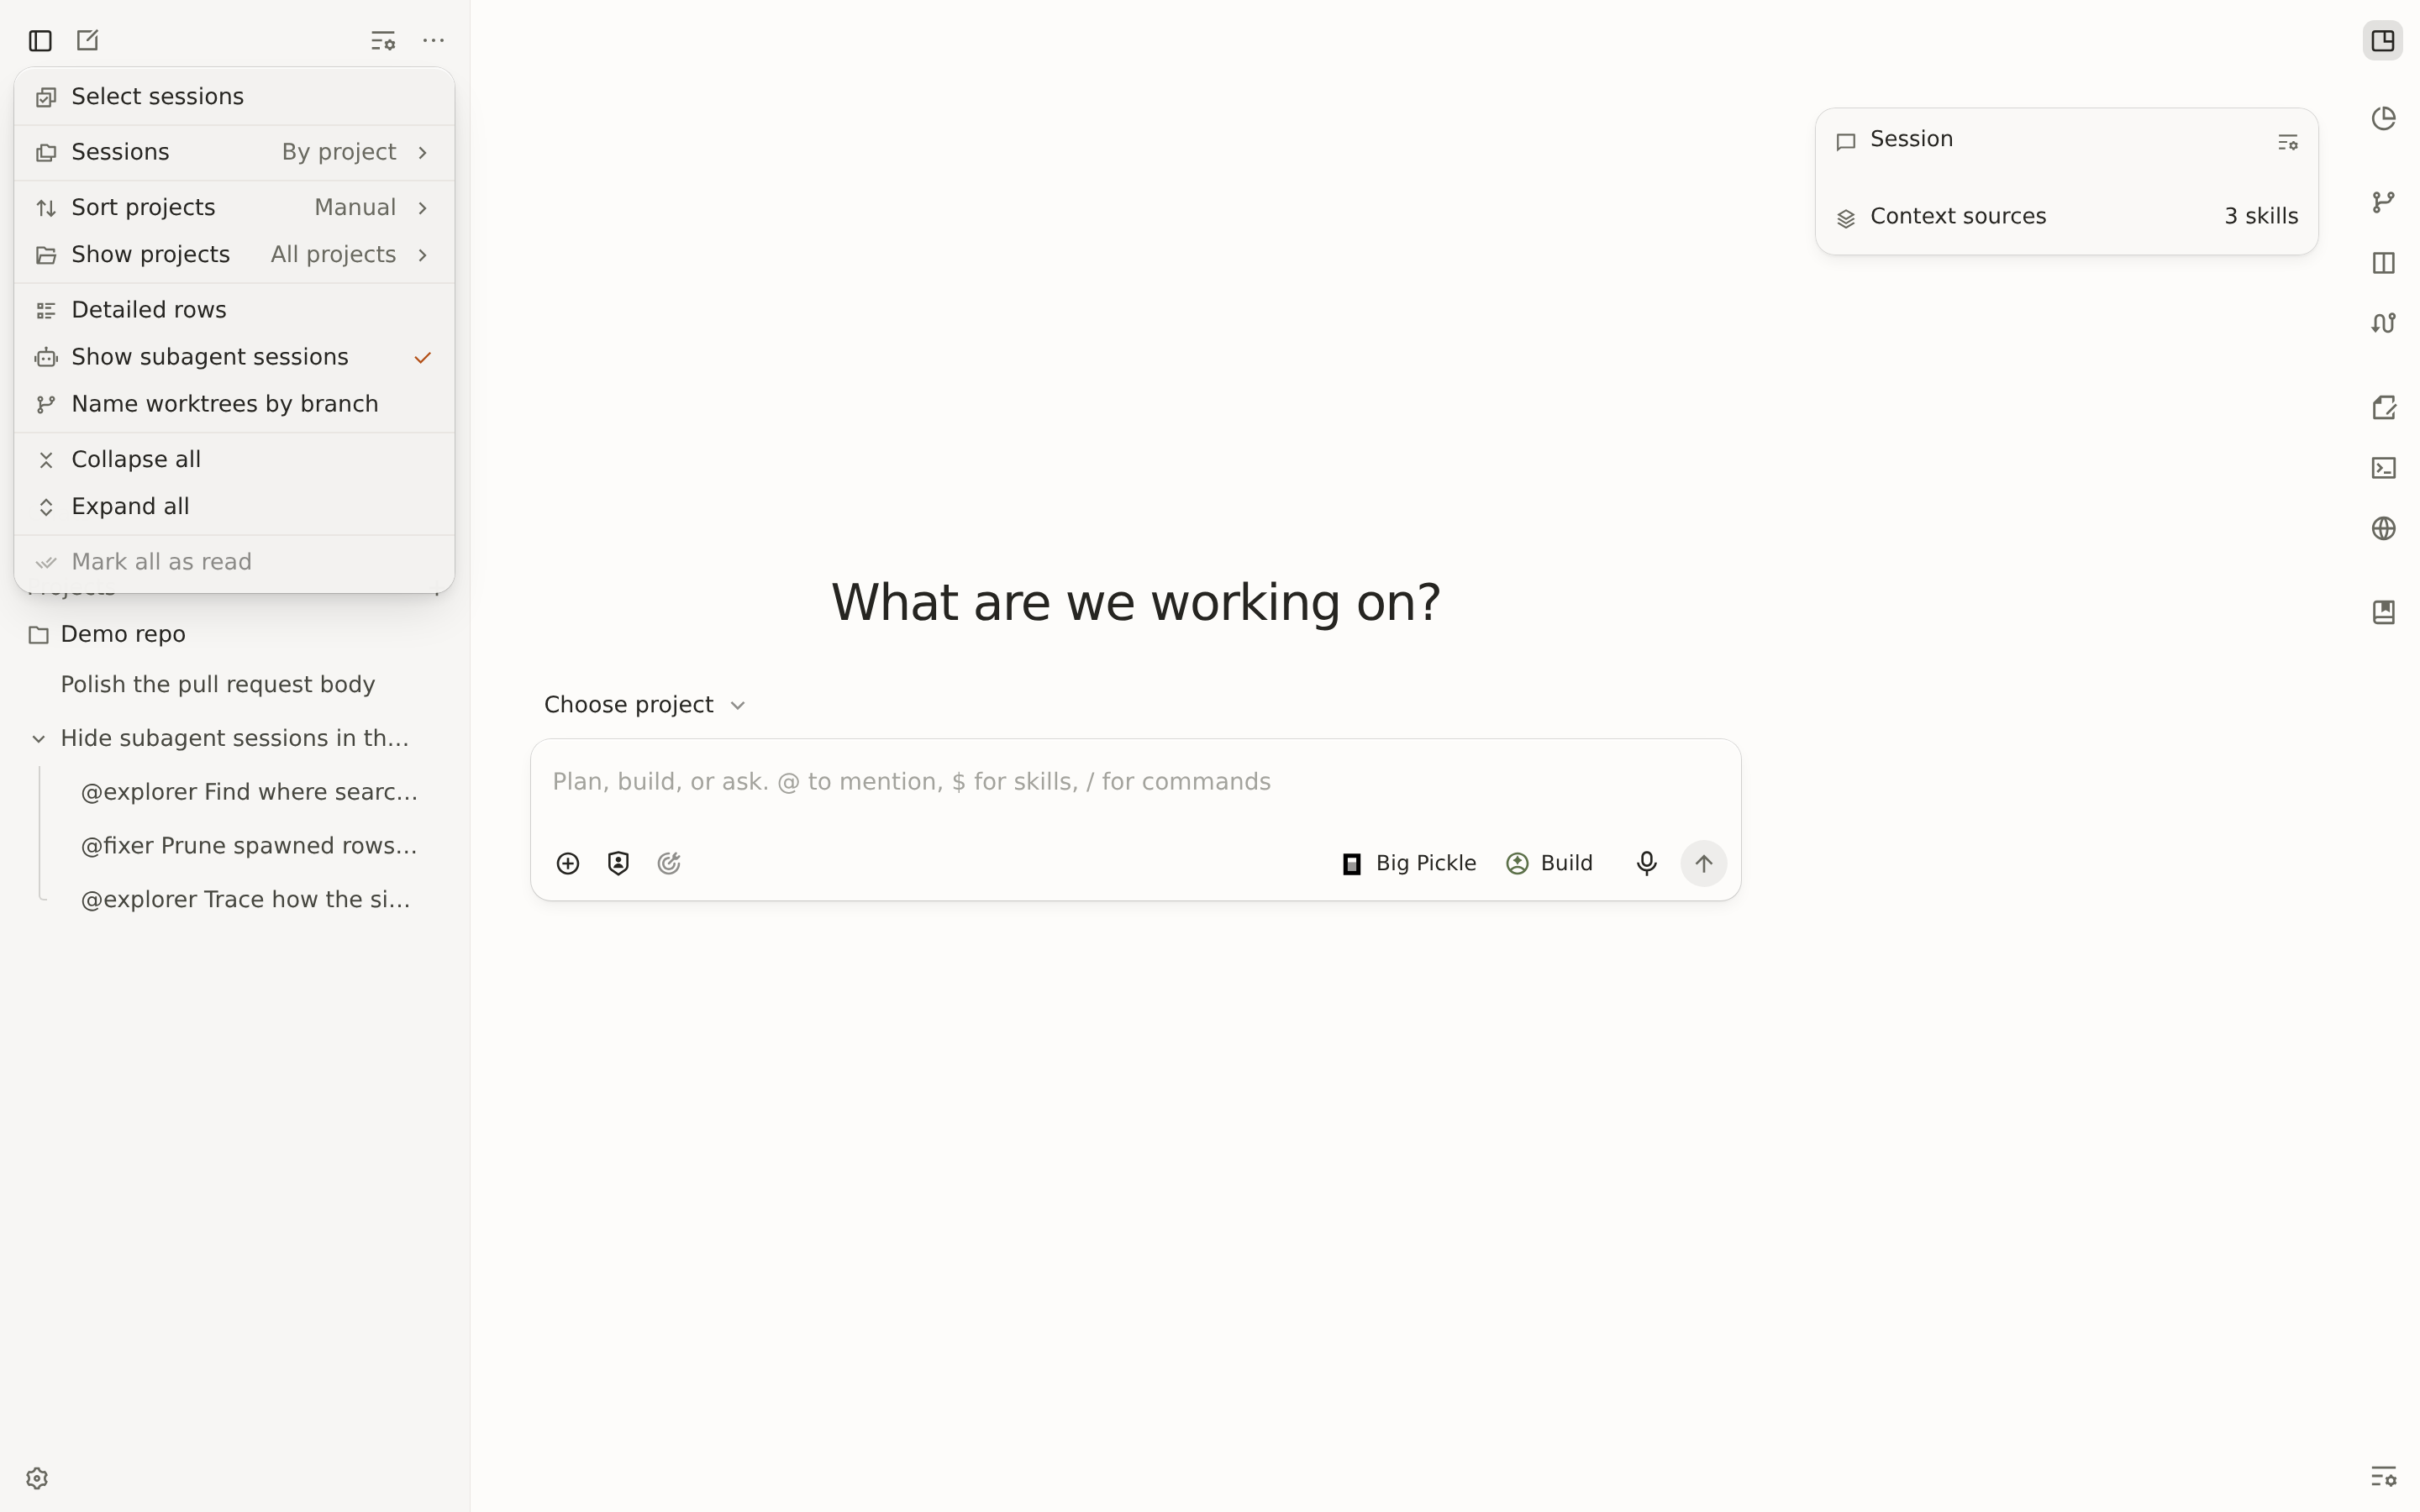 Select sessions
Sessions By project
Sort projects Manual
Show projects All projects
Detailed rows
Show subagent sessions
Name worktrees by branch
Collapse all
Expand all
Mark all as read
Projects
Demo repo
Polish the pull request body
Hide subagent sessions in th…
@explorer Find where searc…
@fixer Prune spawned rows…
@explorer Trace how the si…
Session
Context sources 3 skills
What are we working on?
Choose project
Plan, build, or ask. @ to mention, $ for skills, / for commands
Big Pickle Build